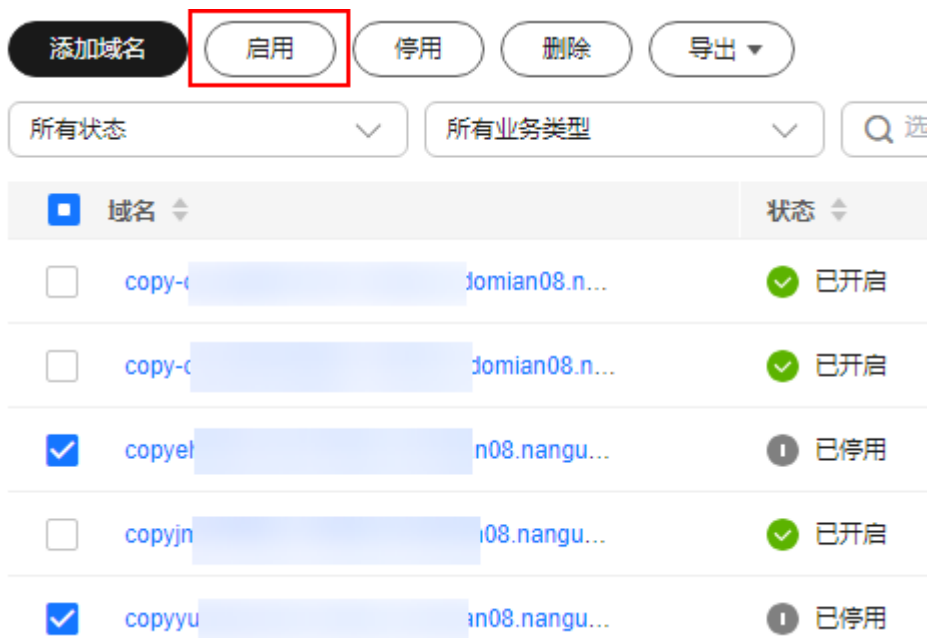 添加域名 启用 停用 删除 导出
所有状态 所有业务类型 选
域名 状态
copy- domian08.n... 已开启
copy- domian08.n... 已开启
copyeh n08.nangu... 已停用
copyjn 08.nangu... 已开启
copyyu an08.nangu... 已停用